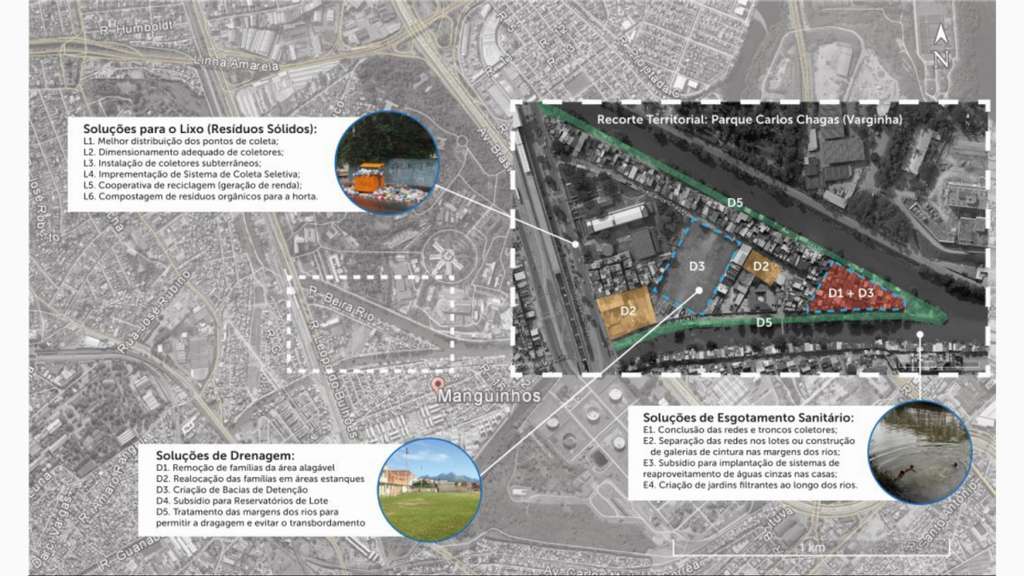 R. Humboldt
Linha Amarela
N
Recorte Territorial: Parque Carlos Chagas (Varginha)
Soluções para o Lixo (Resíduos Sólidos):
L1. Melhor distribuição dos pontos de coleta;
L2. Dimensionamento adequado de coletores;
L3. Instalação de coletores subterrâneos;
L4. Imprementação de Sistema de Coleta Seletiva;
L5. Cooperativa de reciclagem (geração de renda);
L6. Compostagem de resíduos orgânicos para a horta.
D5
D3
D2
D1 + D3
D2
D5
R. Beira Rio
Manguinhos
Soluções de Esgotamento Sanitário:
E1. Conclusão das redes e troncos coletores;
E2. Separação das redes nos lotes ou construção
de galerias de cintura nas margens dos rios;
E3. Subsidio para implantação de sistemas de
reaproveitamento de águas cinzas nas casas;
E4. Criação de jardins filtrantes ao longo dos rios.
Soluções de Drenagem:
D1. Remoção de famílias da área alagável
D2. Realocação das famílias em áreas estanques
D3. Criação de Bacias de Detenção
D4. Subsídio para Reservatórios de Lote
D5. Tratamento das margens dos rios para
permitir a dragagem e evitar o transbordamento
1 km